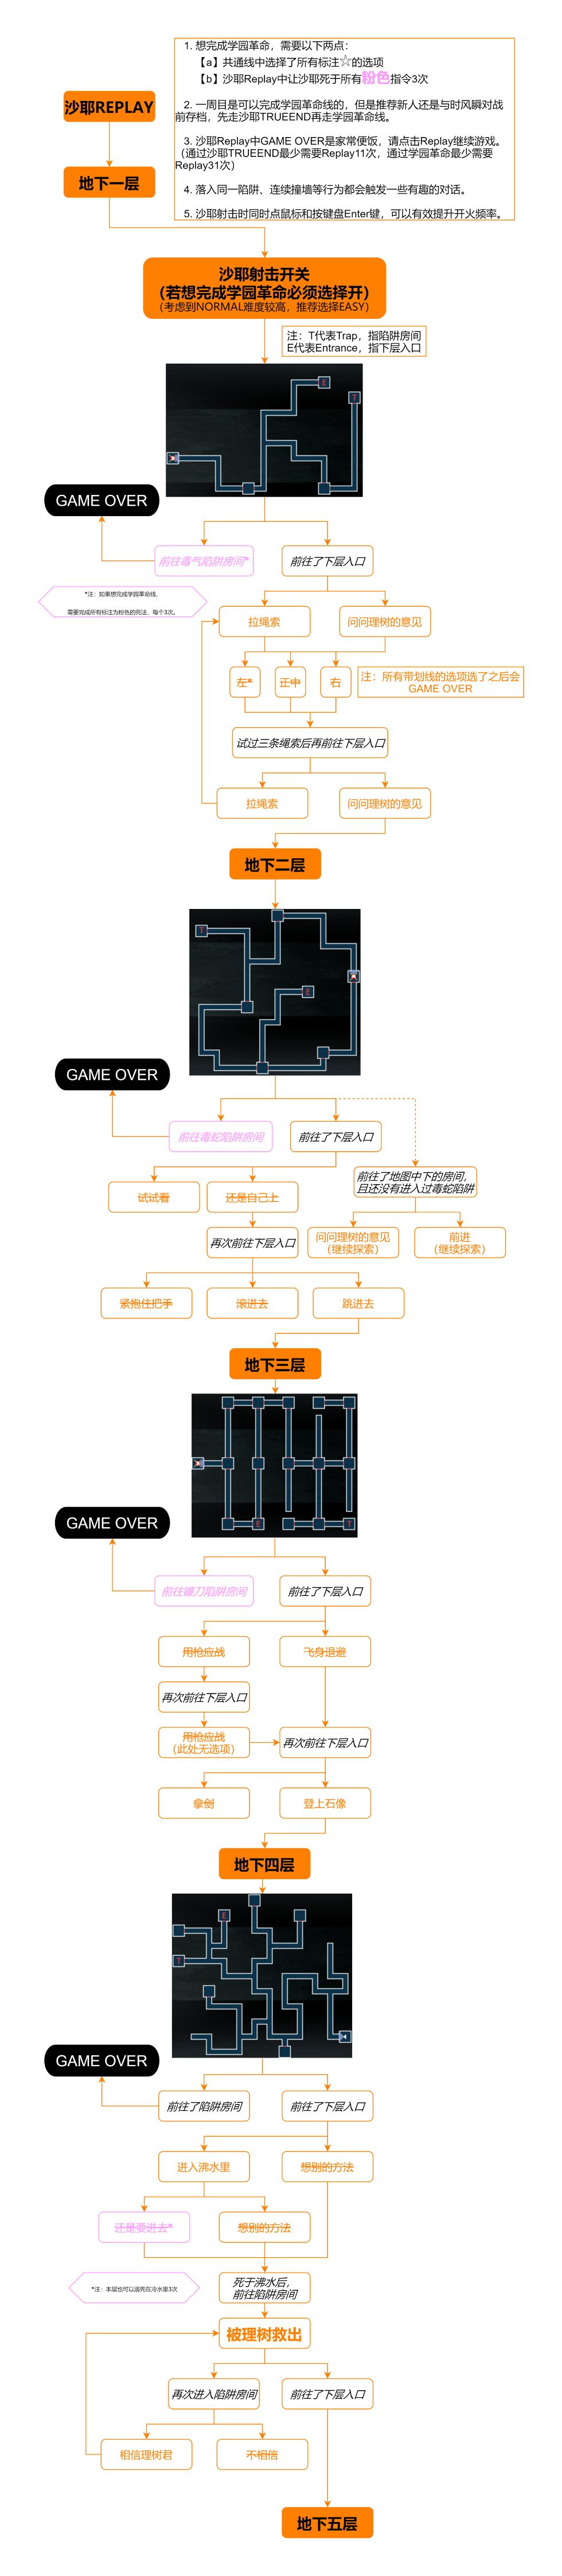 1. 想完成学园革命，需要以下两点：
【a】共通线中选择了所有标注☆的选项
【b】沙耶Replay中让沙耶死于所有粉色指令3次
2. 一周目是可以完成学园革命线的，但是推荐新人还是与时风瞬对战
前存档，先走沙耶TRUEEND再走学园革命线。
3. 沙耶Replay中GAME OVER是家常便饭，请点击Replay继续游戏。
（通过沙耶TRUEEND最少需要Replay11次，通过学园革命最少需要
Replay31次）
4. 落入同一陷阱、连续撞墙等行为都会触发一些有趣的对话。
5. 沙耶射击时同时点鼠标和按键盘Enter键，可以有效提升开火频率。
沙耶REPLAY
地下一层
沙耶射击开关
（若想完成学园革命必须选择开）
（考虑到NORMAL难度较高，推荐选择EASY）
注：T代表Trap，指陷阱房间
E代表Entrance，指下层入口
E
T
GAME OVER
前往毒气陷阱房间*
前往了下层入口
*注：如果想完成学园革命线，
需要完成所有标注为粉色的死法，每个3次。
拉绳索
问问理树的意见
左*
正中
右
注：所有带划线的选项选了之后会
GAME OVER
试过三条绳索后再前往下层入口
拉绳索
问问理树的意见
地下二层
T
E
GAME OVER
前往毒蛇陷阱房间
前往了下层入口
前往了地图中下的房间，
且还没有进入过毒蛇陷阱
试试看
还是自己上
再次前往下层入口
问问理树的意见
（继续探索）
前进
（继续探索）
紧抱住把手
滚进去
跳进去
地下三层
E
T
GAME OVER
前往镰刀陷阱房间
前往了下层入口
用枪应战
飞身退避
再次前往下层入口
用枪应战
（此处无选项）
再次前往下层入口
拿剑
登上石像
地下四层
E
T
GAME OVER
前往了陷阱房间
前往了下层入口
进入沸水里
想别的方法
还是要进去*
想别的方法
*注：本层也可以溺死在冷水里3次
死于沸水后，
前往陷阱房间
被理树救出
再次进入陷阱房间
前往了下层入口
相信理树君
不相信
地下五层